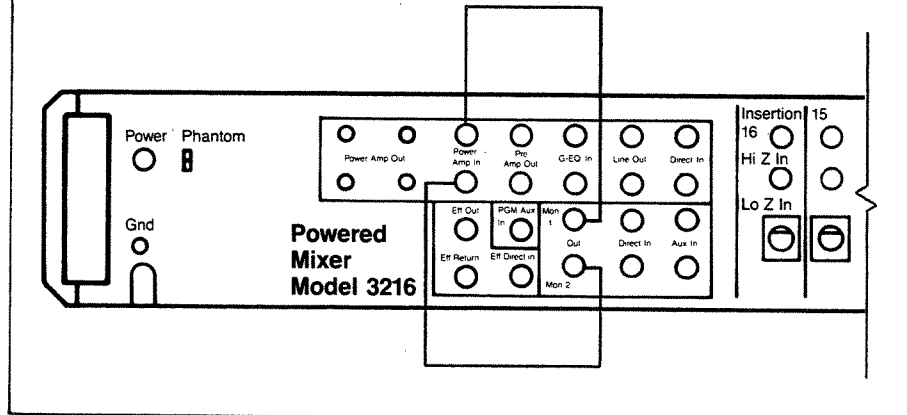 Power Phantom
Gnd
Powered
Mixer
Model 3216
Power Amp Out
Power
Amp In
Pre
Amp Out
G-EQ In
Line Out
Direct In
Eff Out
PGM Aux
In
Mon
1
Out
Direct In
Aux In
Eff Return
Eff Direct in
Mon 2
Insertion
16
Hi Z In
Lo Z In
15